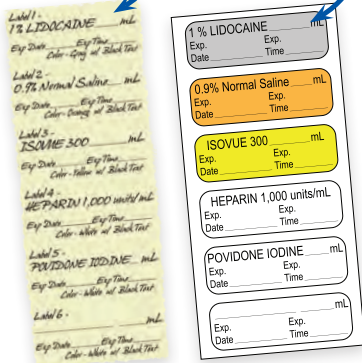 Label 1 -
1% LIDOCAINE ____ mL
Exp Date ____ Exp Time ____
Color - Gray w/ Black Text
Label 2 -
0.9% Normal Saline ____ mL
Exp Date ____ Exp Time ____
Color - Orange w/ Black Text
Label 3 -
ISOVUE 300 ____ mL
Exp Date ____ Exp Time ____
Color - Yellow w/ Black Text
Label 4 -
HEPARIN 1,000 units/mL
Exp Date ____ Exp Time ____
Color - White w/ Black Text
Label 5 -
POVIDONE IODINE ____ mL
Exp Date ____ Exp Time ____
Color - White w/ Black Text
Label 6 -
____ mL
Exp Date ____ Exp Time ____
Color - White w/ Black Text
1 % LIDOCAINE ____ mL
Exp. Exp.
Date ____ Time ____
0.9% Normal Saline ____ mL
Exp. Exp.
Date ____ Time ____
ISOVUE 300 ____ mL
Exp. Exp.
Date ____ Time ____
HEPARIN 1,000 units/mL
Exp. Exp.
Date ____ Time ____
POVIDONE IODINE ____ mL
Exp. Exp.
Date ____ Time ____
____ mL
Exp. Exp.
Date ____ Time ____